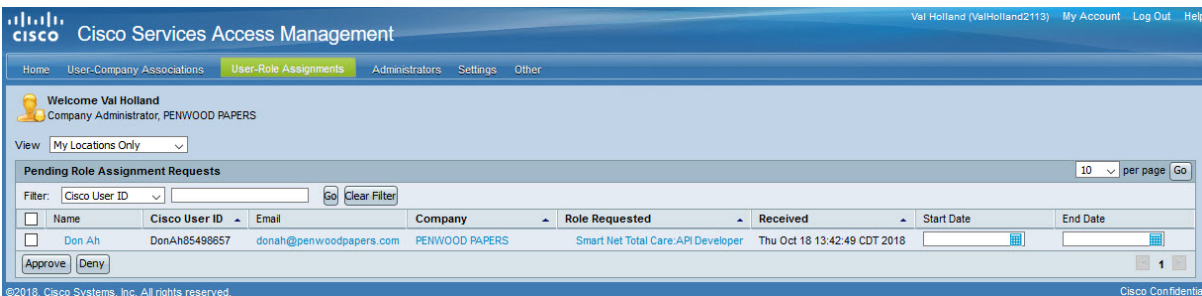 Val Holland (ValHolland2113) My Account Log Out Help
CISCO Cisco Services Access Management
Home User-Company Associations User-Role Assignments Administrators Settings Other
Welcome Val Holland
Company Administrator, PENWOOD PAPERS
View My Locations Only
Pending Role Assignment Requests 10 per page Go
Filter: Cisco User ID Go Clear Filter
Name Cisco User ID Email Company Role Requested Received Start Date End Date
Don Ah DonAh85498657 donah@penwoodpapers.com PENWOOD PAPERS Smart Net Total Care:API Developer Thu Oct 18 13:42:49 CDT 2018
Approve Deny 1
©2018, Cisco Systems, Inc. All rights reserved. Cisco Confidentia